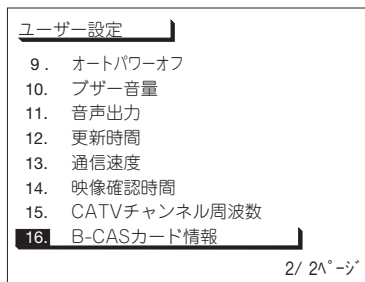 ユーザー設定
9. オートパワーオフ
10. ブザー音量
11. 音声出力
12. 更新時間
13. 通信速度
14. 映像確認時間
15. CATVチャンネル周波数
16. B-CASカード情報
2/ 2ﾍﾟｰｼﾞ